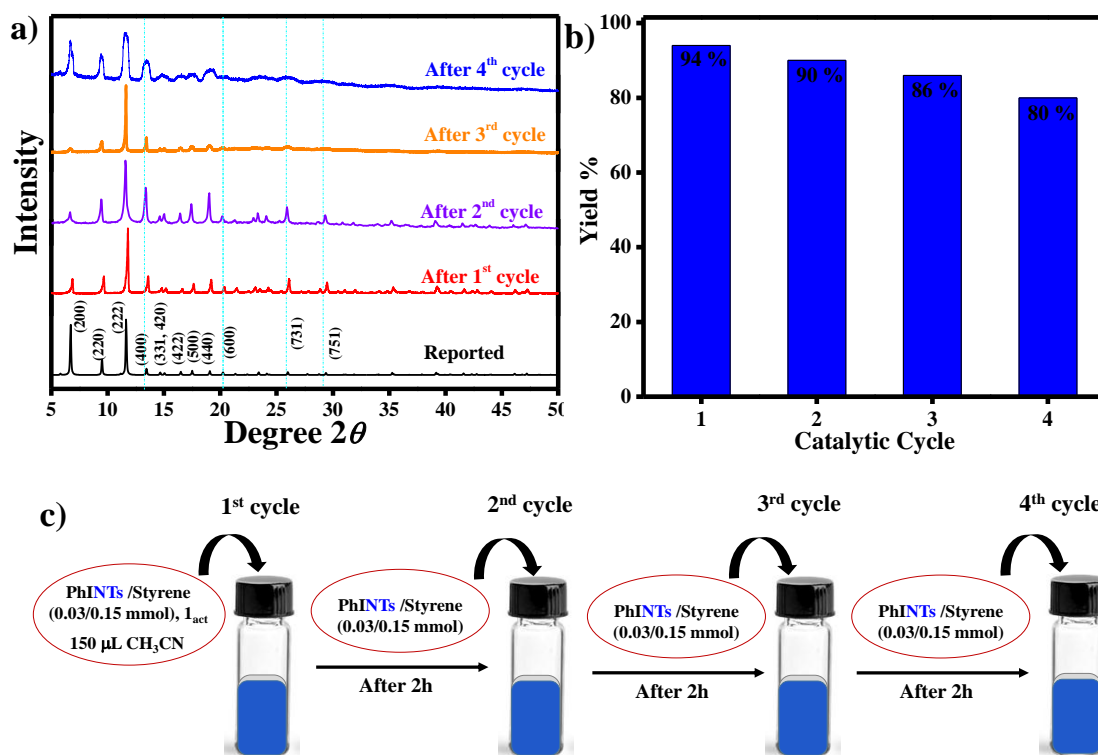 a)
Intensity
After 4th cycle
After 3rd cycle
After 2nd cycle
After 1st cycle
Reported
(200)
(220)
(222)
(400)
(331, 420)
(422)
(500)
(440)
(600)
(731)
(751)
5 10 15 20 25 30 35 40 45 50
Degree 2θ
b)
Yield %
100
80
60
40
20
0
94 %
90 %
86 %
80 %
1 2 3 4
Catalytic Cycle
c)
1st cycle
2nd cycle
3rd cycle
4th cycle
PhINTs /Styrene
(0.03/0.15 mmol), 1act
150 μL CH3CN
PhINTs /Styrene
(0.03/0.15 mmol)
After 2h
PhINTs /Styrene
(0.03/0.15 mmol)
After 2h
PhINTs /Styrene
(0.03/0.15 mmol)
After 2h